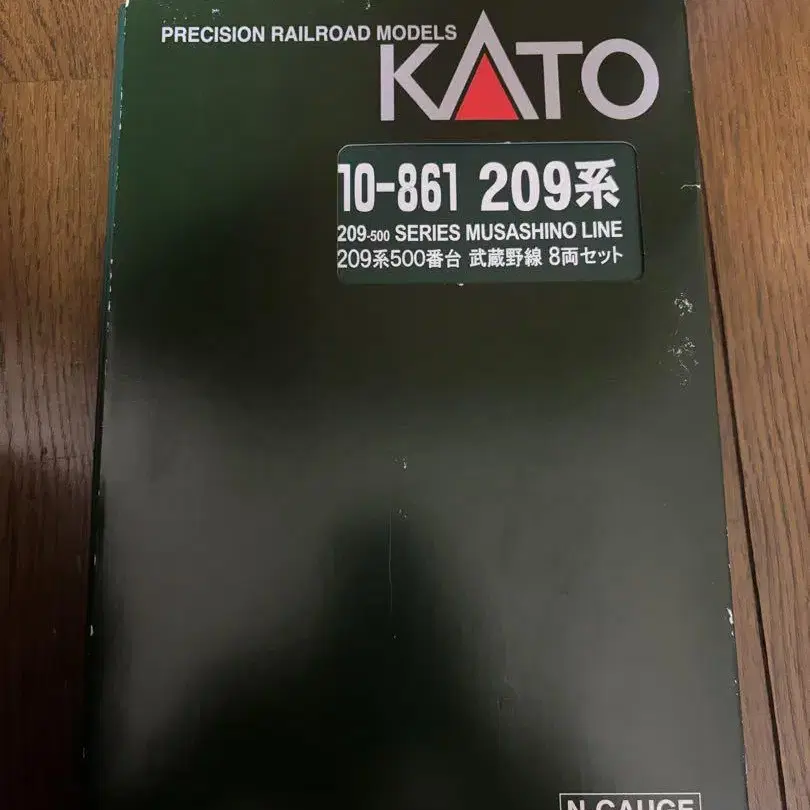 PRECISION RAILROAD MODELS
KATO
10-861 209系
209-500 SERIES MUSASHINO LINE
209系500番台 武蔵野線 8両セット
N GAUGE